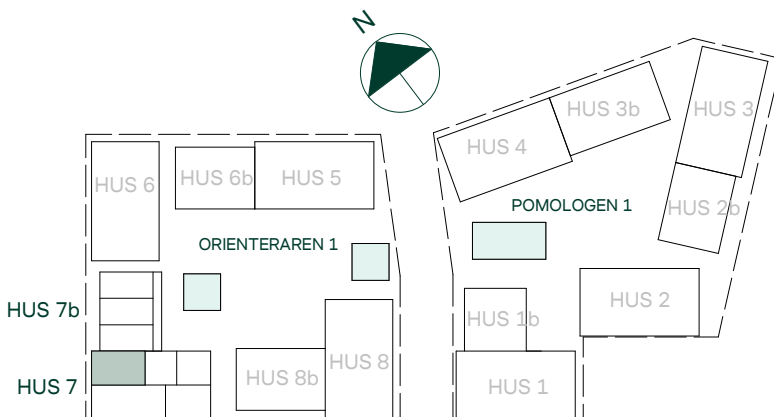 N
HUS 3b
HUS 3
HUS 4
HUS 6
HUS 6b
HUS 5
POMOLOGEN 1
HUS 2b
ORIENTERAREN 1
HUS 7b
HUS 2
HUS 1b
HUS 8
HUS 8b
HUS 7
HUS 1